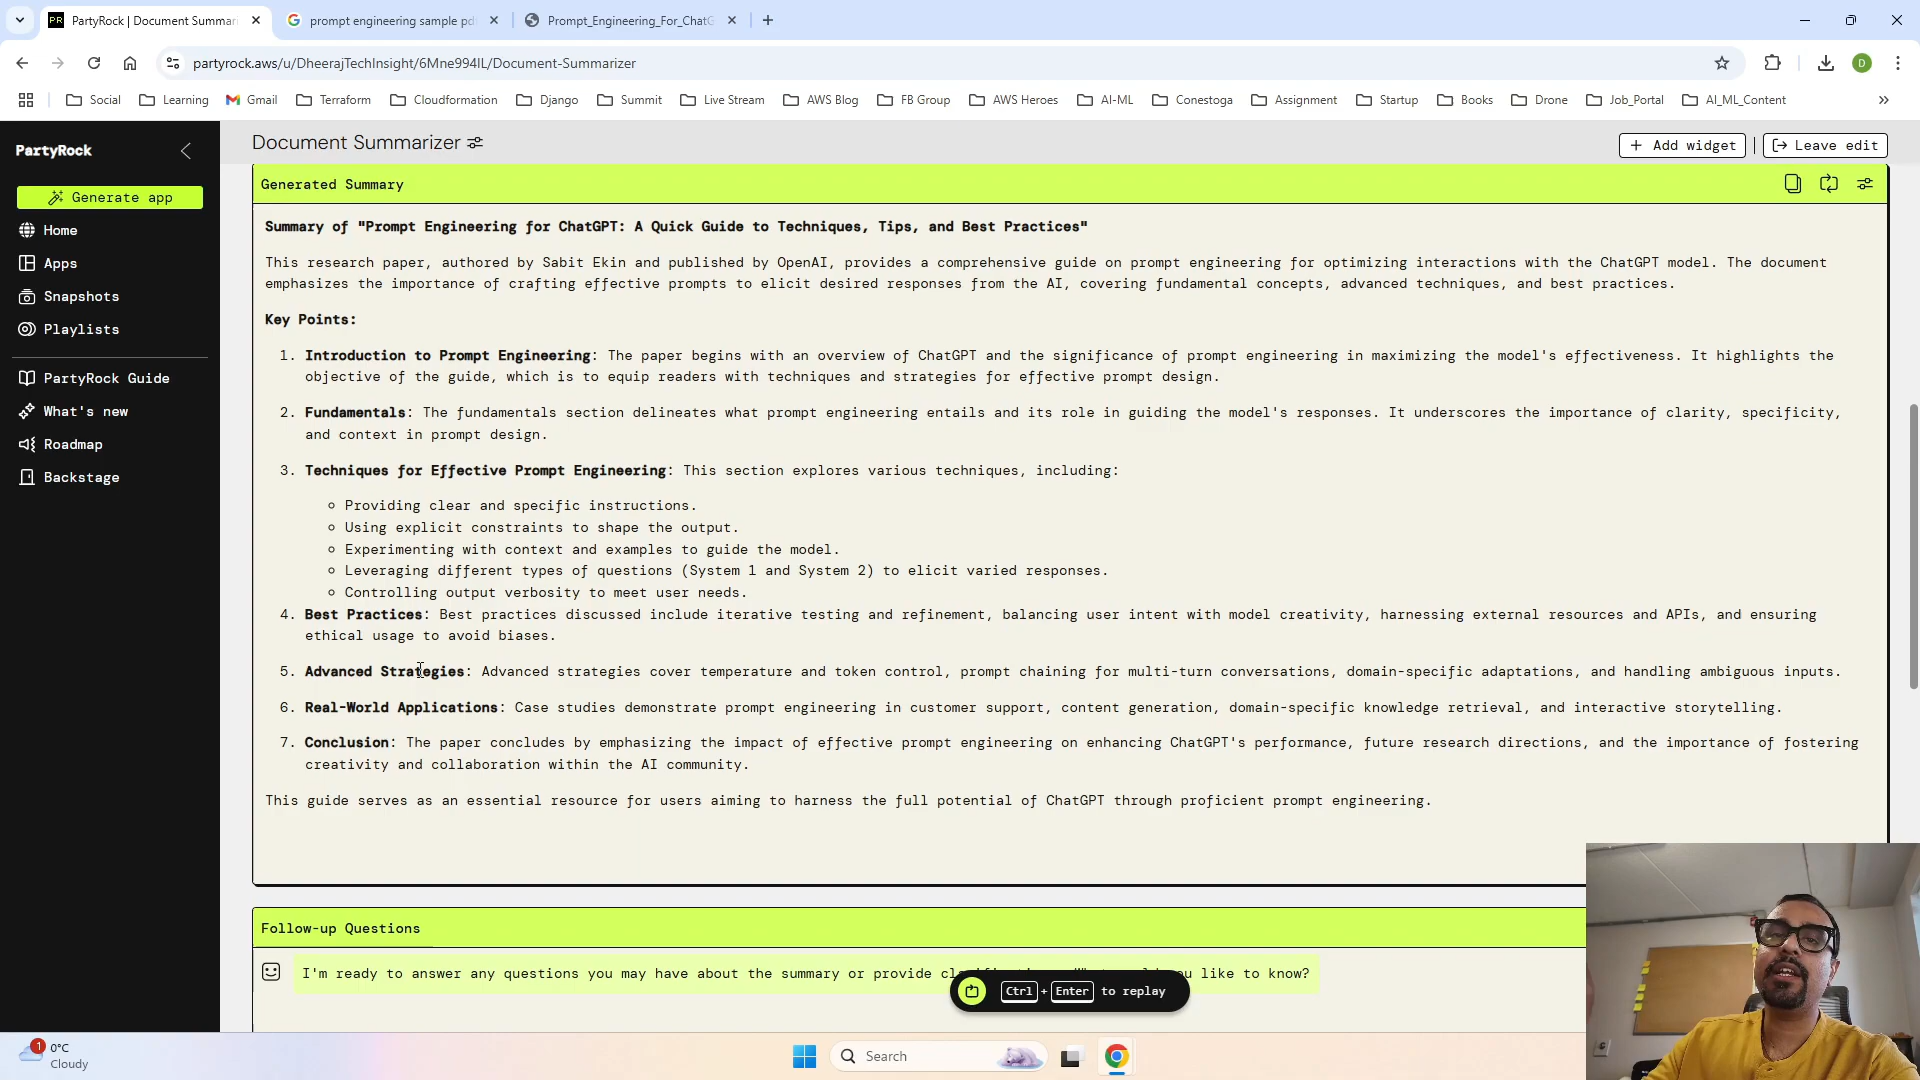 PartyRock | Document Summari
prompt engineering sample pd
Prompt_Engineering_For_ChatG
partyrock.aws/u/DheerajTechInsight/6Mne994IL/Document-Summarizer
D
Social
Learning
Gmail
Terraform
Cloudformation
Django
Summit
Live Stream
AWS Blog
FB Group
AWS Heroes
AI-ML
Conestoga
Assignment
Startup
Books
Drone
Job_Portal
AI_ML_Content
PartyRock
Generate app
Home
Apps
Snapshots
Playlists
PartyRock Guide
What's new
Roadmap
Backstage
Document Summarizer
Add widget
Leave edit
Generated Summary
Summary of "Prompt Engineering for ChatGPT: A Quick Guide to Techniques, Tips, and Best Practices"
This research paper, authored by Sabit Ekin and published by OpenAI, provides a comprehensive guide on prompt engineering for optimizing interactions with the ChatGPT model. The document
emphasizes the importance of crafting effective prompts to elicit desired responses from the AI, covering fundamental concepts, advanced techniques, and best practices.
Key Points:
1. Introduction to Prompt Engineering: The paper begins with an overview of ChatGPT and the significance of prompt engineering in maximizing the model's effectiveness. It highlights the
objective of the guide, which is to equip readers with techniques and strategies for effective prompt design.
2. Fundamentals: The fundamentals section delineates what prompt engineering entails and its role in guiding the model's responses. It underscores the importance of clarity, specificity,
and context in prompt design.
3. Techniques for Effective Prompt Engineering: This section explores various techniques, including:
Providing clear and specific instructions.
Using explicit constraints to shape the output.
Experimenting with context and examples to guide the model.
Leveraging different types of questions (System 1 and System 2) to elicit varied responses.
Controlling output verbosity to meet user needs.
4. Best Practices: Best practices discussed include iterative testing and refinement, balancing user intent with model creativity, harnessing external resources and APIs, and ensuring
ethical usage to avoid biases.
5. Advanced Strategies: Advanced strategies cover temperature and token control, prompt chaining for multi-turn conversations, domain-specific adaptations, and handling ambiguous inputs.
6. Real-World Applications: Case studies demonstrate prompt engineering in customer support, content generation, domain-specific knowledge retrieval, and interactive storytelling.
7. Conclusion: The paper concludes by emphasizing the impact of effective prompt engineering on enhancing ChatGPT's performance, future research directions, and the importance of fostering
creativity and collaboration within the AI community.
This guide serves as an essential resource for users aiming to harness the full potential of ChatGPT through proficient prompt engineering.
Follow-up Questions
I'm ready to answer any questions you may have about the summary or provide you like to know?
Ctrl + Enter to replay
1
0°C
Cloudy
Search